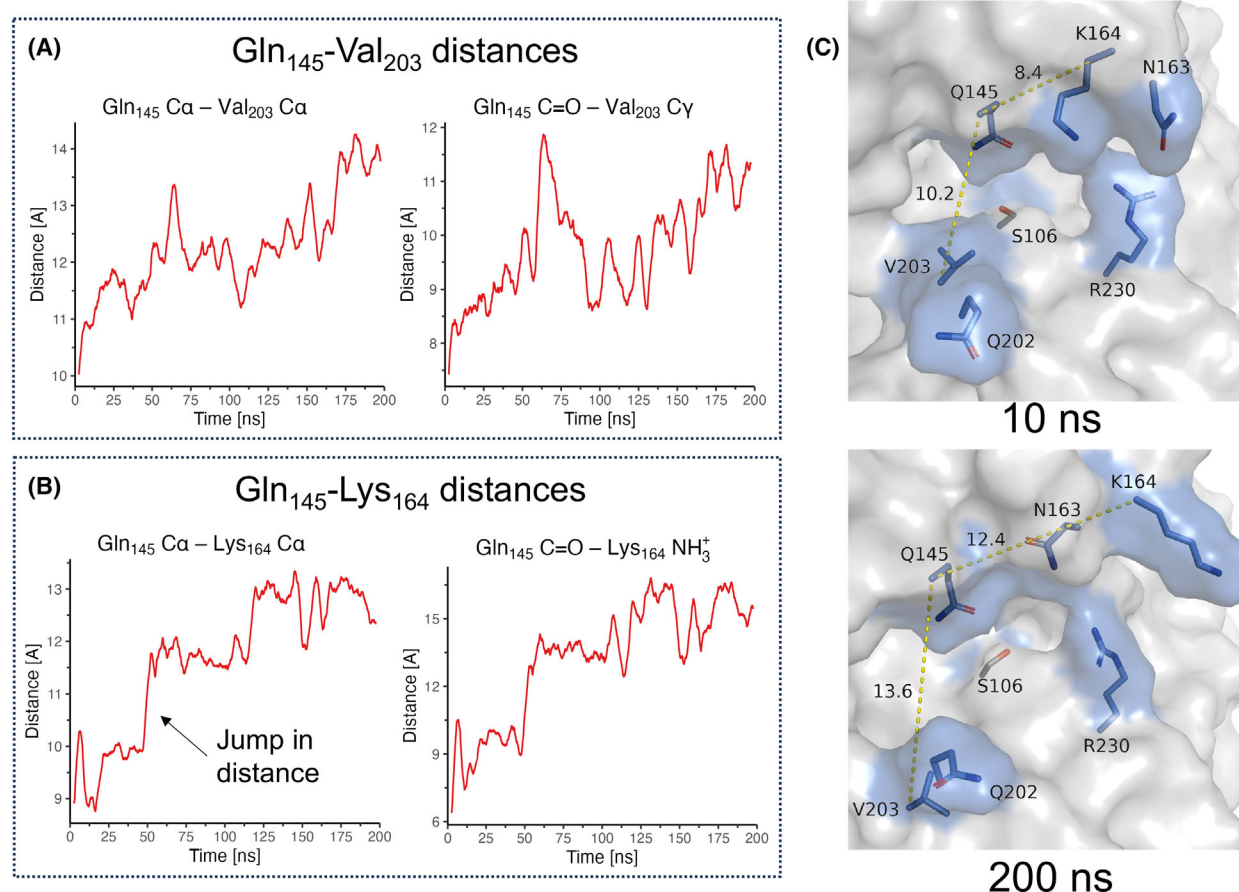 (A)
Gln145-Val203 distances
Gln145 Cα – Val203 Cα
Distance [A]
14
13
12
11
10
0 25 50 75 100 125 150 175 200
Time [ns]
Gln145 C=O – Val203 Cγ
Distance [A]
12
11
10
9
8
0 25 50 75 100 125 150 175 200
Time [ns]
(B)
Gln145-Lys164 distances
Gln145 Cα – Lys164 Cα
Distance [A]
13
12
11
10
9
Jump in
distance
0 25 50 75 100 125 150 175 200
Time [ns]
Gln145 C=O – Lys164 NH3+
Distance [A]
15
12
9
6
0 25 50 75 100 125 150 175 200
Time [ns]
(C)
K164
8.4
N163
Q145
10.2
S106
V203
R230
Q202
10 ns
K164
N163
12.4
Q145
S106
13.6
R230
Q202
V203
200 ns